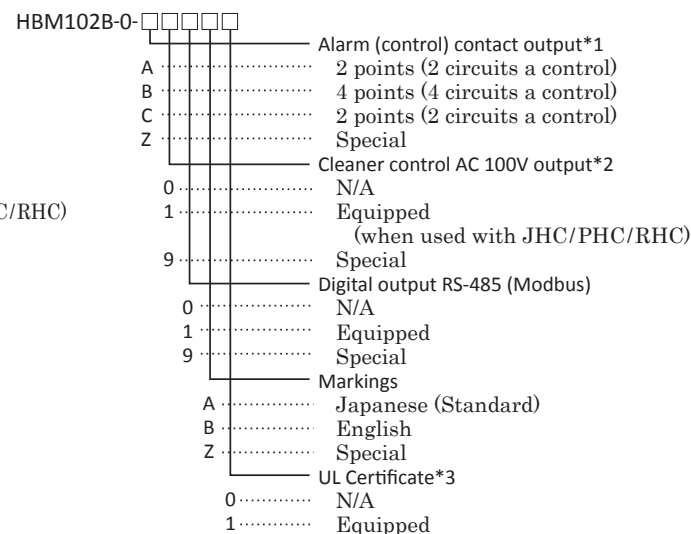 HBM102B-0-□□□□□
Alarm (control) contact output*1
A 2 points (2 circuits a control)
B 4 points (4 circuits a control)
C 2 points (2 circuits a control)
Z Special
Cleaner control AC 100V output*2
0 N/A
C/RHC)
1 Equipped
(when used with JHC/PHC/RHC)
9 Special
Digital output RS-485 (Modbus)
0 N/A
1 Equipped
9 Special
Markings
A Japanese (Standard)
B English
Z Special
UL Certificate*3
0 N/A
1 Equipped